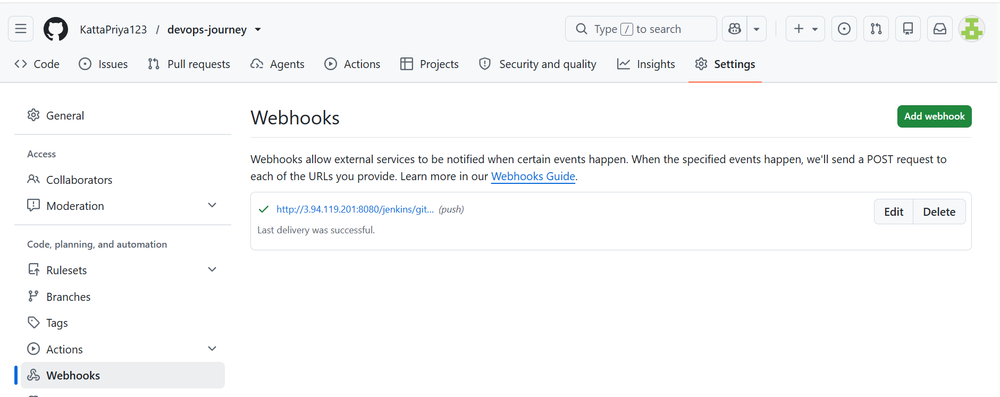 KattaPriya123 / devops-journey
Type / to search
Code Issues Pull requests Agents Actions Projects Security and quality Insights Settings
General
Access
Collaborators
Moderation
Code, planning, and automation
Rulesets
Branches
Tags
Actions
Webhooks
Webhooks
Add webhook
Webhooks allow external services to be notified when certain events happen. When the specified events happen, we'll send a POST request to
each of the URLs you provide. Learn more in our Webhooks Guide.
http://3.94.119.201:8080/jenkins/git... (push)
Edit Delete
Last delivery was successful.